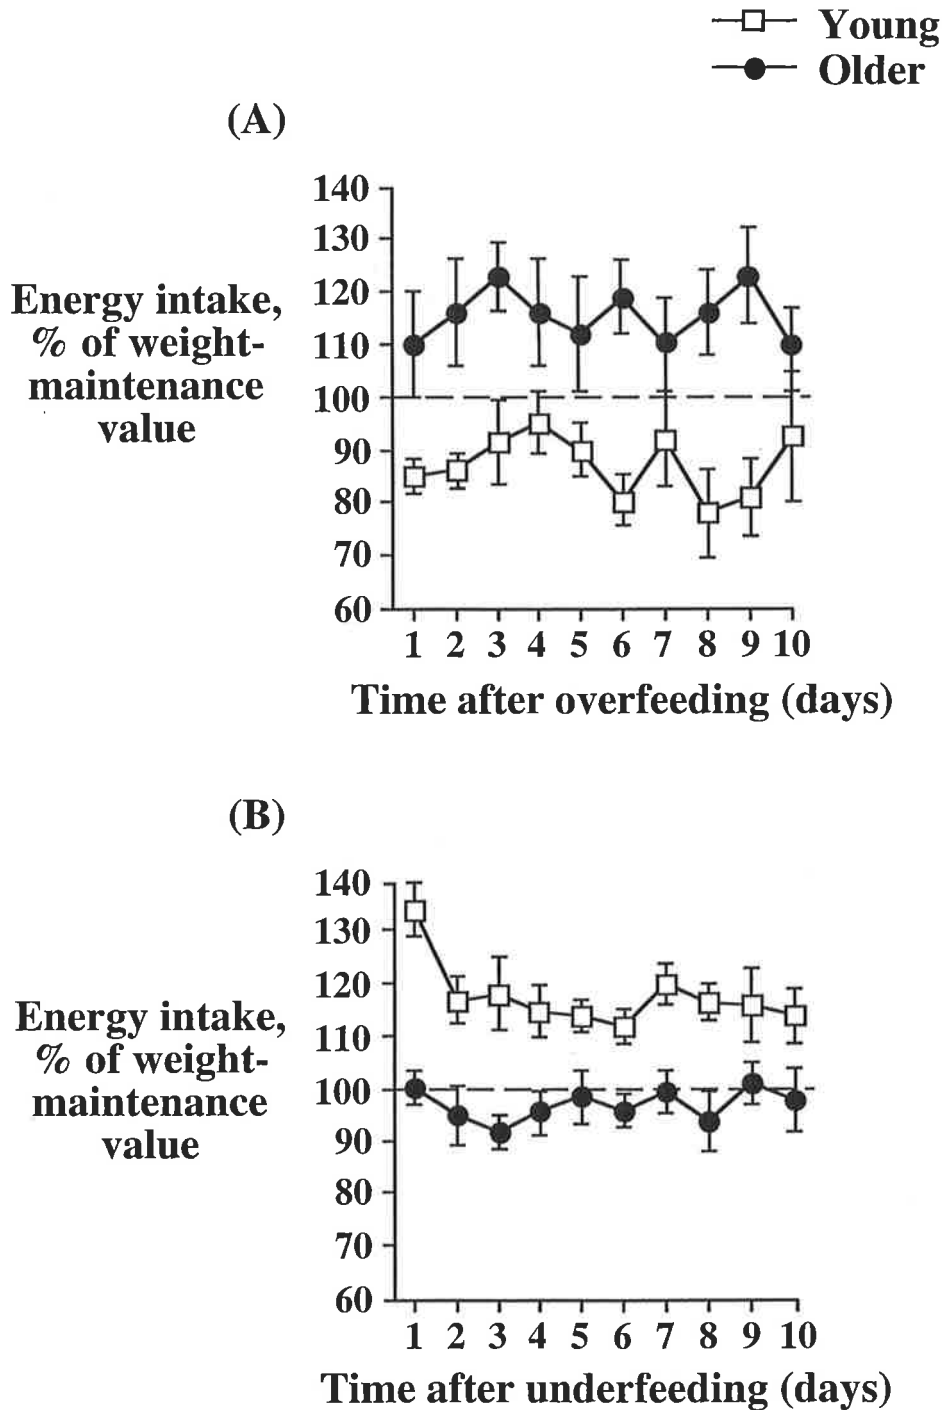 Young
Older
(A)
140
130
120
110
100
90
80
70
60
Energy intake,
% of weight-
maintenance
value
1 2 3 4 5 6 7 8 9 10
Time after overfeeding (days)
(B)
140
130
120
110
100
90
80
70
60
Energy intake,
% of weight-
maintenance
value
1 2 3 4 5 6 7 8 9 10
Time after underfeeding (days)